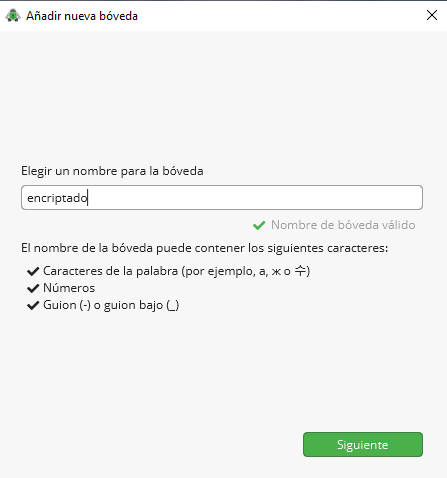 Añadir nueva bóveda
Elegir un nombre para la bóveda
encriptado
Nombre de bóveda válido
El nombre de la bóveda puede contener los siguientes caracteres:
Caracteres de la palabra (por ejemplo, a, ж o 수)
Números
Guion (-) o guion bajo (_)
Siguiente